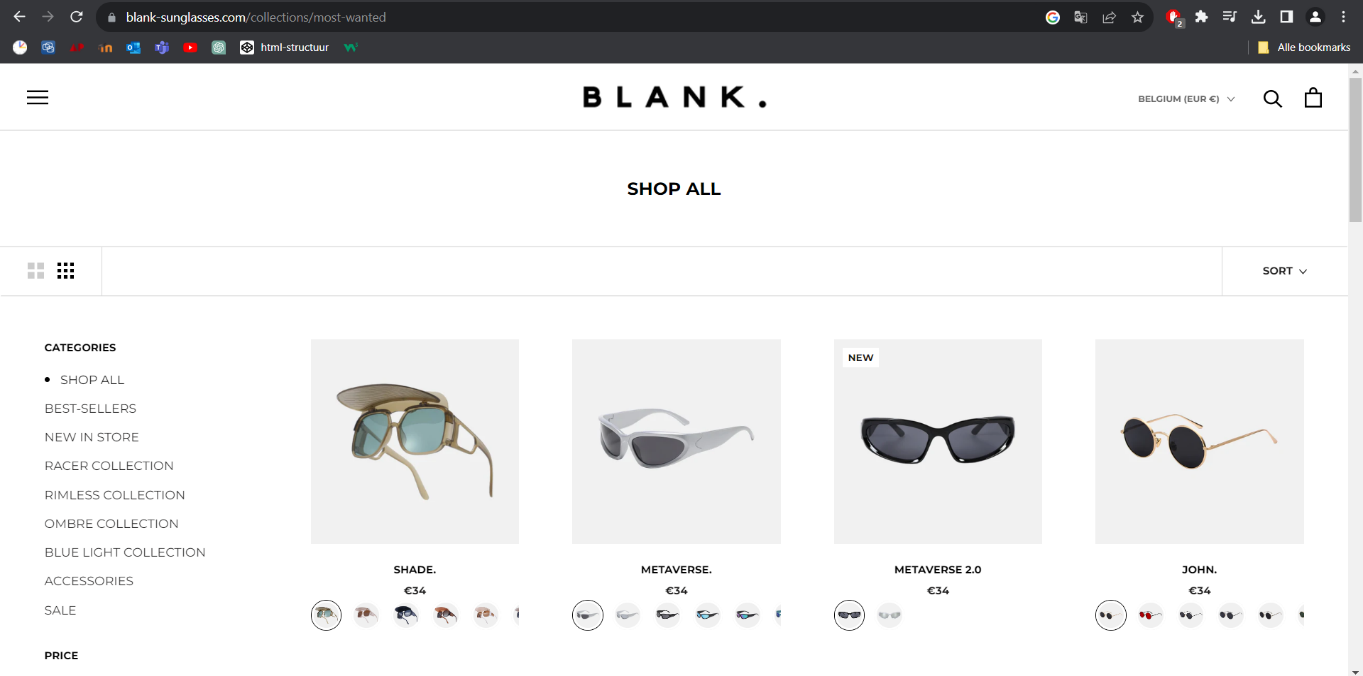 blank-sunglasses.com/collections/most-wanted
2
html-structuur
Alle bookmarks
BLANK.
BELGIUM (EUR €)
SHOP ALL
SORT
CATEGORIES
SHOP ALL
BEST-SELLERS
NEW IN STORE
RACER COLLECTION
RIMLESS COLLECTION
OMBRE COLLECTION
BLUE LIGHT COLLECTION
ACCESSORIES
SALE
PRICE
NEW
SHADE.
€34
METAVERSE.
€34
METAVERSE 2.0
€34
JOHN.
€34